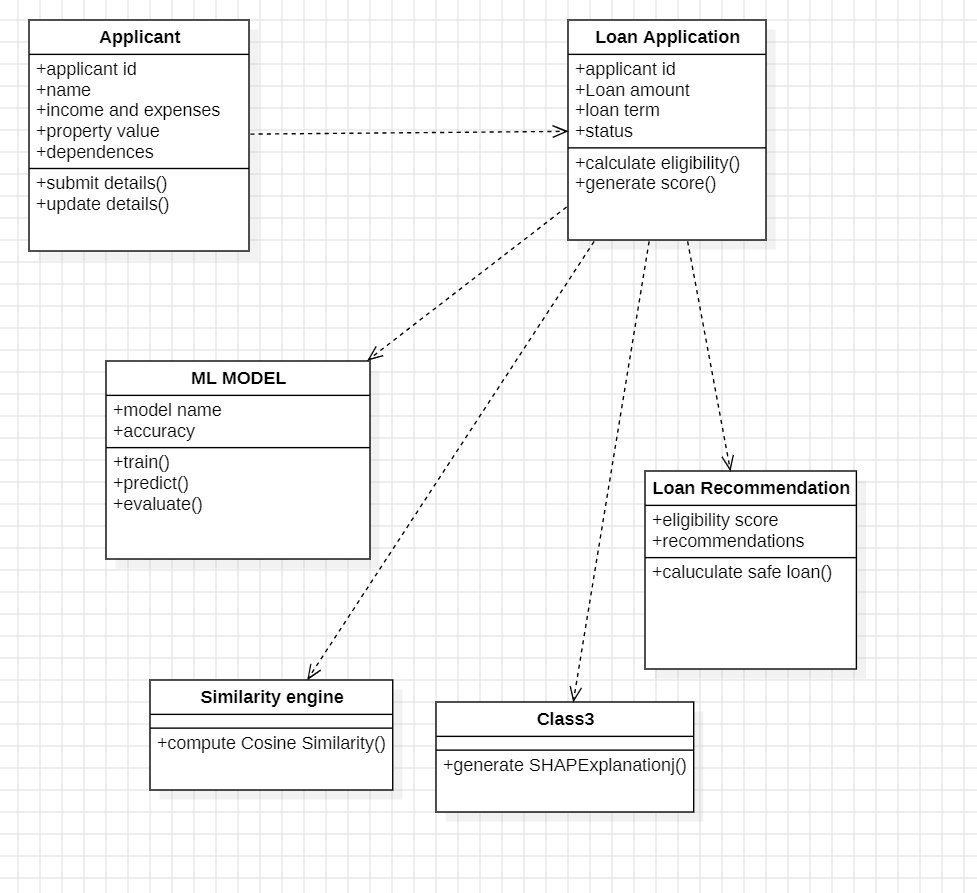 Applicant
+applicant id
+name
+income and expenses
+property value
+dependences
+submit details()
+update details()
Loan Application
+applicant id
+Loan amount
+loan term
+status
+calculate eligibility()
+generate score()
ML MODEL
+model name
+accuracy
+train()
+predict()
+evaluate()
Loan Recommendation
+eligibility score
+recommendations
+caluculate safe loan()
Similarity engine
+compute Cosine Similarity()
Class3
+generate SHAPExplanationj()